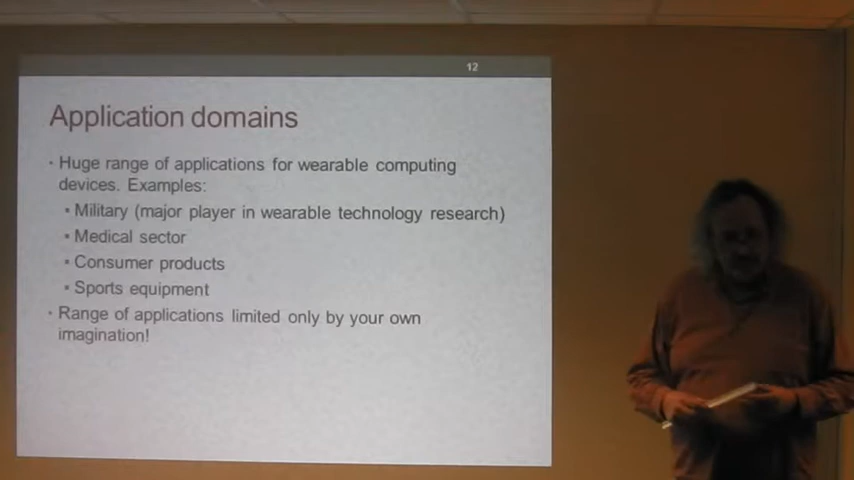 12
Application domains
• Huge range of applications for wearable computing
devices. Examples:
▪ Military (major player in wearable technology research)
▪ Medical sector
▪ Consumer products
▪ Sports equipment
• Range of applications limited only by your own
imagination!